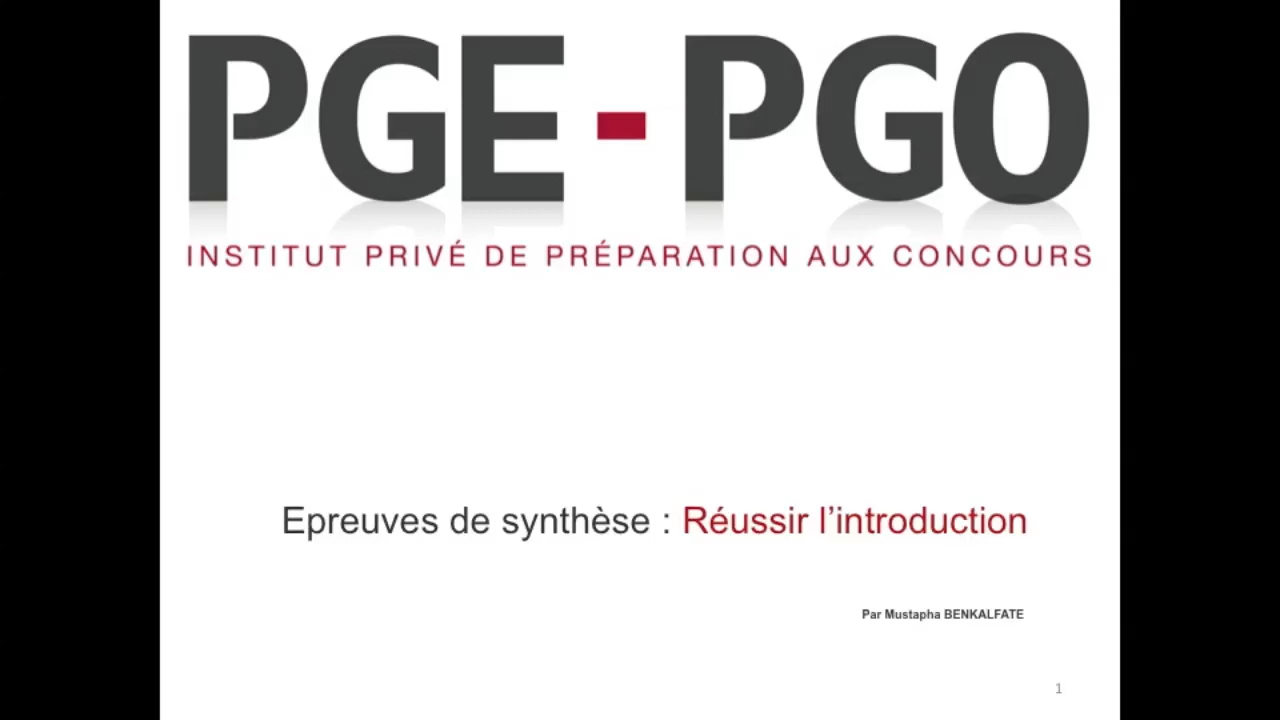 PGE - PGO
INSTITUT PRIVÉ DE PRÉPARATION AUX CONCOURS
Epreuves de synthèse : Réussir l’introduction
Par Mustapha BENKALFATE
1